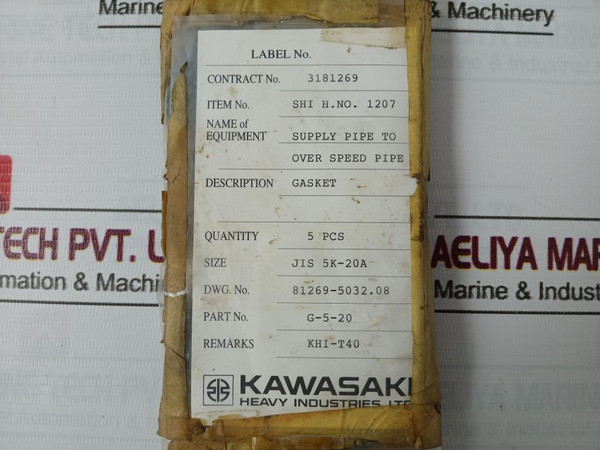 Marine
& Machinery
LABEL No.
CONTRACT No. 3181269
ITEM No. SHI H.NO. 1207
NAME of
EQUIPMENT SUPPLY PIPE TO
OVER SPEED PIPE
DESCRIPTION GASKET
QUANTITY 5 PCS
SIZE JIS 5K-20A
DWG. No. 81269-5032.08
PART No. G-5-20
REMARKS KHI-T40
KAWASAKI
HEAVY INDUSTRIES, LTD
TECH PVT. L
AELIYA MAR
mation & Machin
Marine & Indust